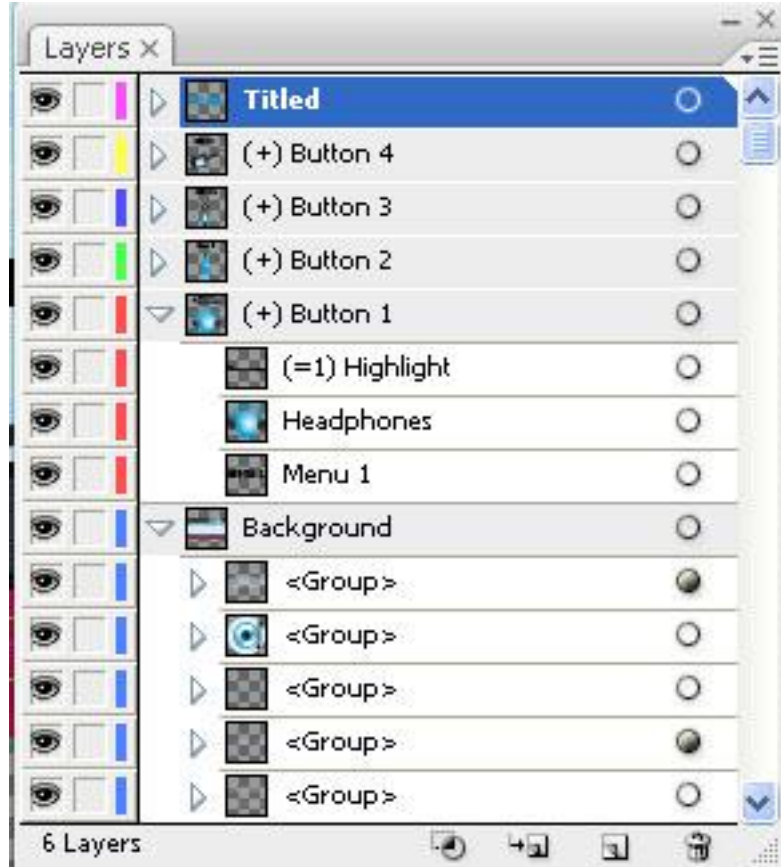 Layers
Titled
(+) Button 4
(+) Button 3
(+) Button 2
(+) Button 1
(=1) Highlight
Headphones
Menu 1
Background
<Group>
<Group>
<Group>
<Group>
<Group>
6 Layers